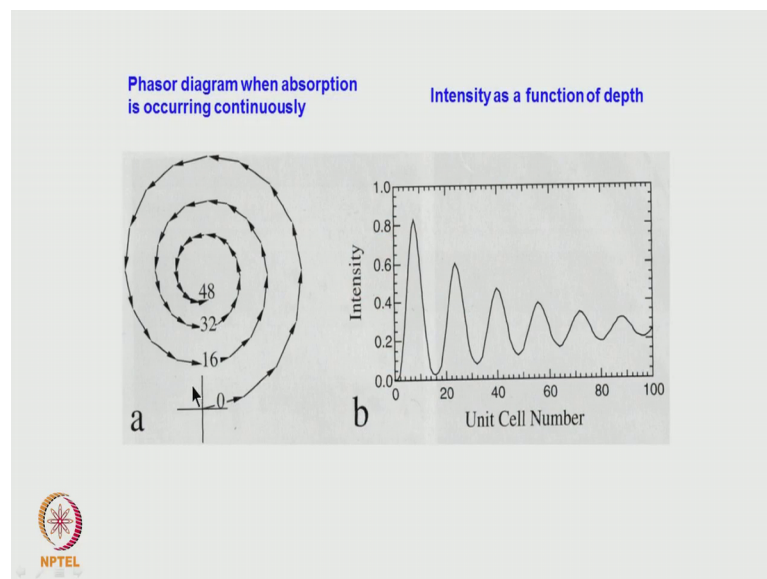 Phasor diagram when absorption
is occurring continuously
Intensity as a function of depth
48
32
16
0
a
1.0
0.8
0.6
0.4
0.2
0.0
Intensity
0 20 40 60 80 100
Unit Cell Number
b
NPTEL